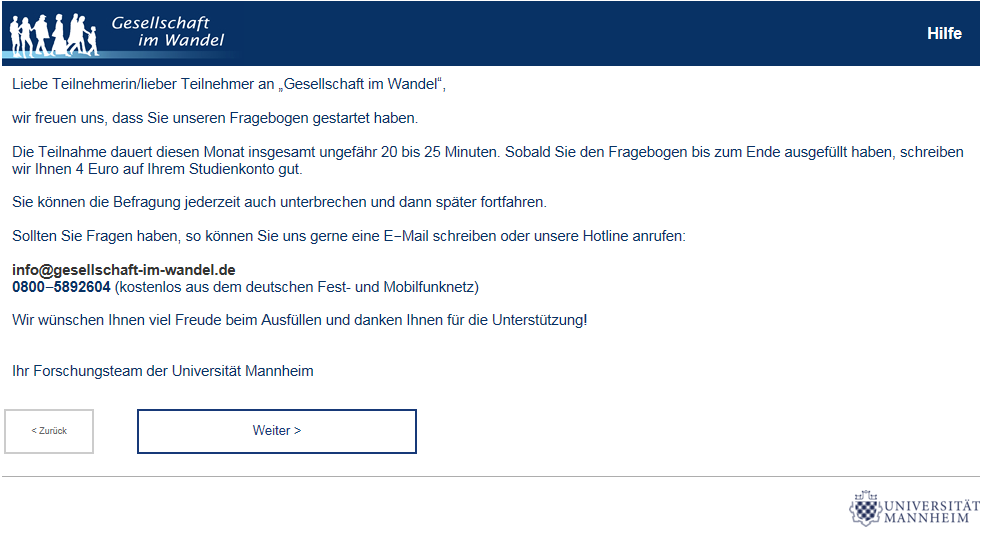 Gesellschaft
im Wandel
Hilfe
Liebe Teilnehmerin/lieber Teilnehmer an „Gesellschaft im Wandel“,
wir freuen uns, dass Sie unseren Fragebogen gestartet haben.
Die Teilnahme dauert diesen Monat insgesamt ungefähr 20 bis 25 Minuten. Sobald Sie den Fragebogen bis zum Ende ausgefüllt haben, schreiben
wir Ihnen 4 Euro auf Ihrem Studienkonto gut.
Sie können die Befragung jederzeit auch unterbrechen und dann später fortfahren.
Sollten Sie Fragen haben, so können Sie uns gerne eine E−Mail schreiben oder unsere Hotline anrufen:
info@gesellschaft-im-wandel.de
0800−5892604 (kostenlos aus dem deutschen Fest- und Mobilfunknetz)
Wir wünschen Ihnen viel Freude beim Ausfüllen und danken Ihnen für die Unterstützung!
Ihr Forschungsteam der Universität Mannheim
< Zurück
Weiter >
UNIVERSITÄT
MANNHEIM